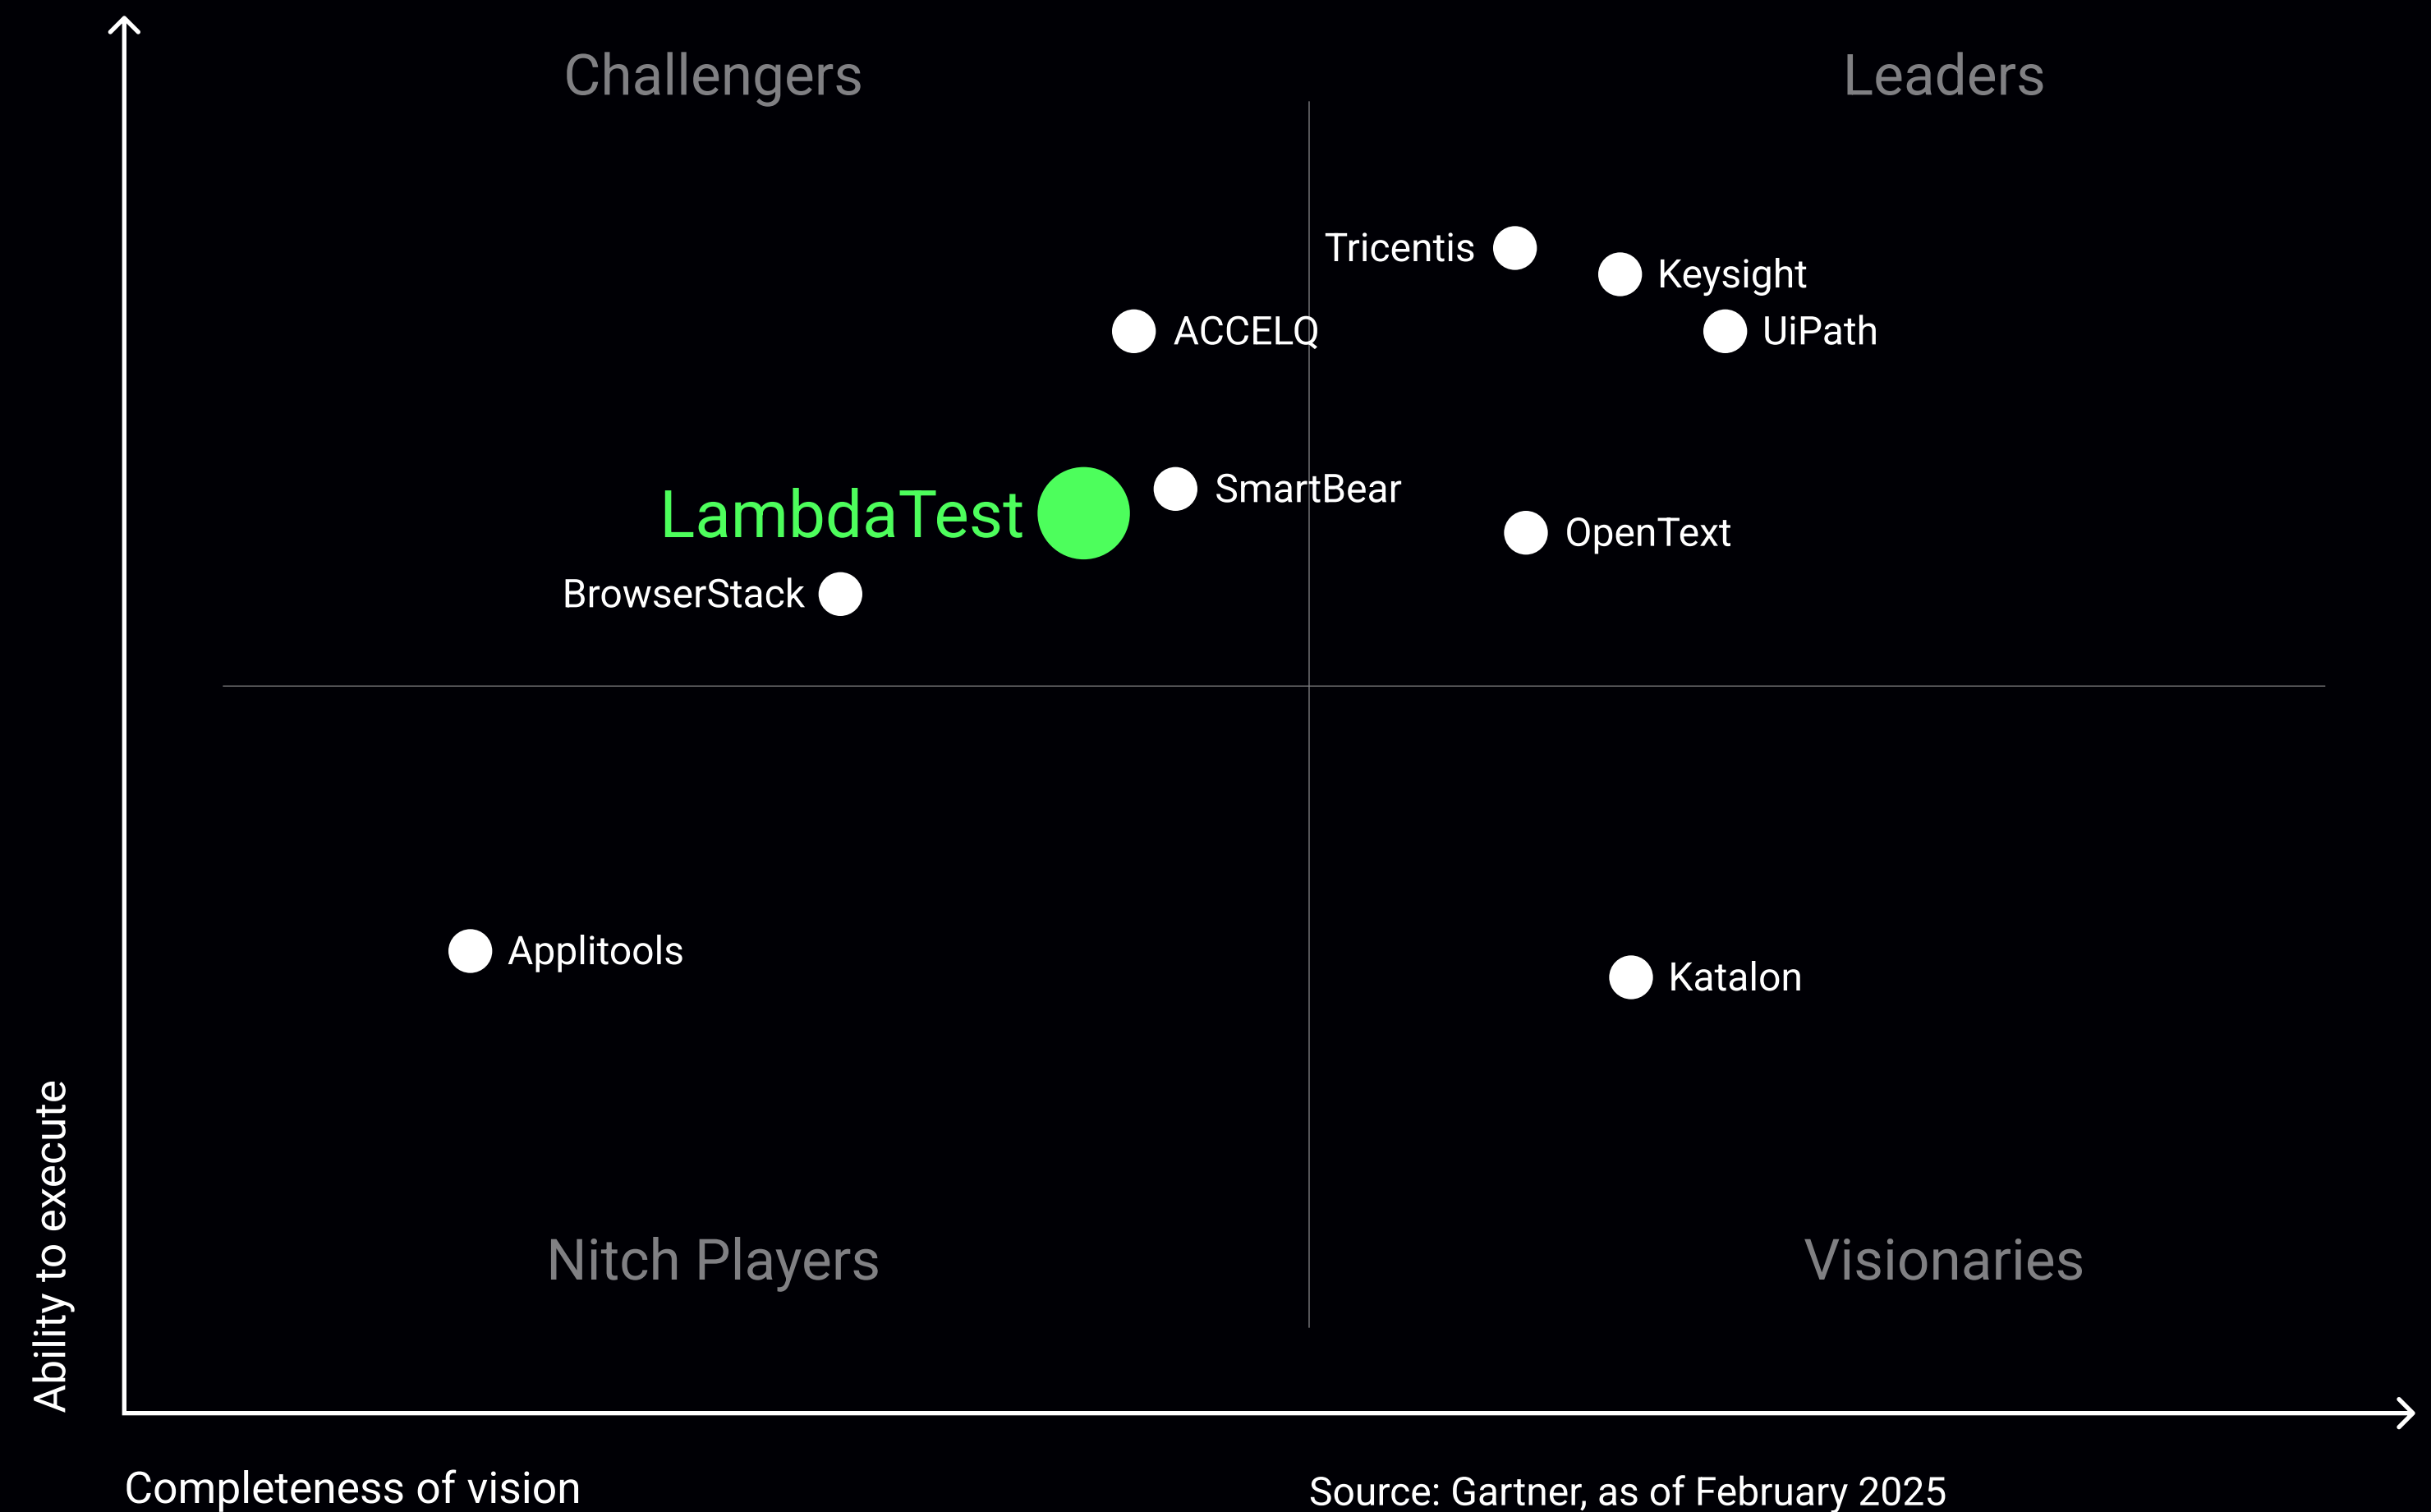 Challengers
Leaders
Tricentis
Keysight
ACCELQ
UiPath
LambdaTest
SmartBear
OpenText
BrowserStack
Applitools
Katalon
Nitch Players
Visionaries
Ability to execute
Completeness of vision
Source: Gartner, as of February 2025